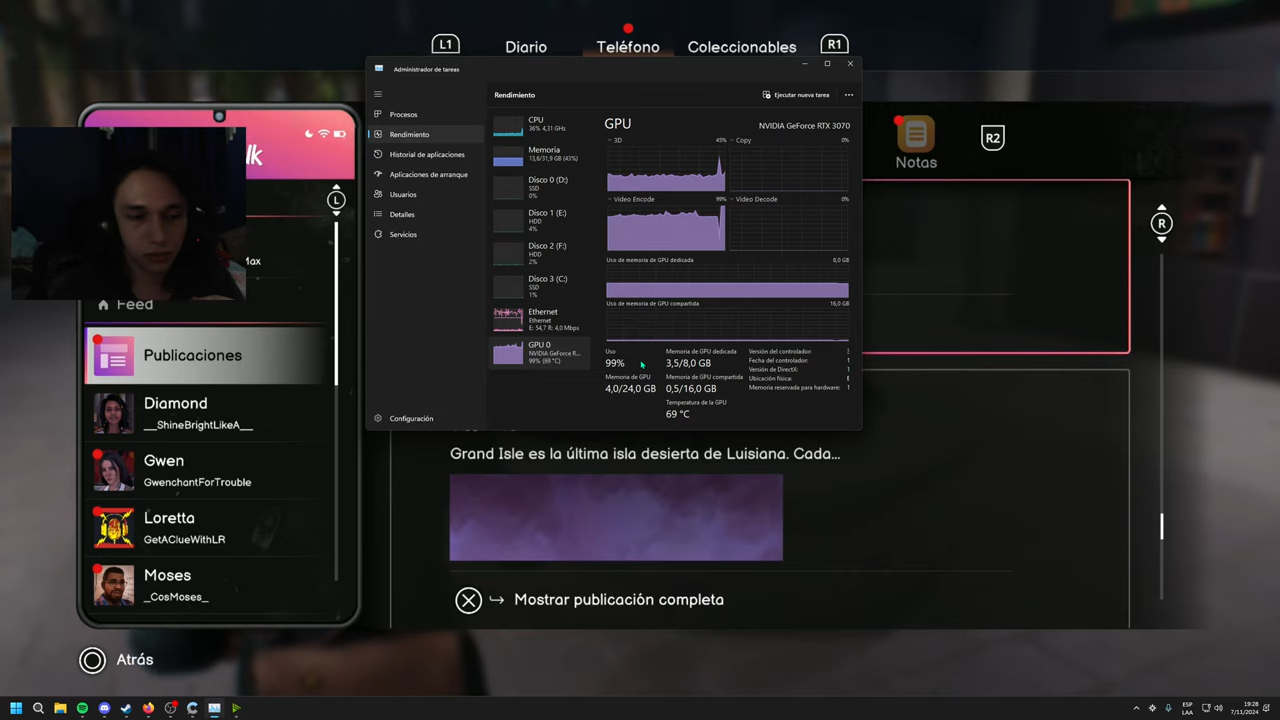 L1
Diario
Teléfono
Coleccionables
R1
Administrador de tareas
Rendimiento
Ejecutar nueva tarea
Procesos
Rendimiento
Historial de aplicaciones
Aplicaciones de arranque
Usuarios
Detalles
Servicios
Configuración
CPU
36% 4,31 GHz
Memoria
13,6/31,9 GB (43%)
Disco 0 (D:)
SSD
0%
Disco 1 (E:)
HDD
4%
Disco 2 (F:)
HDD
2%
Disco 3 (C:)
SSD
1%
Ethernet
Ethernet
E: 54,7 R: 4,0 Mbps
GPU 0
NVIDIA GeForce R...
99% (69 °C)
GPU
NVIDIA GeForce RTX 3070
3D
45%
Copy
0%
Video Encode
99%
Video Decode
0%
Uso de memoria de GPU dedicada
8,0 GB
Uso de memoria de GPU compartida
16,0 GB
Uso
99%
Memoria de GPU
4,0/24,0 GB
Memoria de GPU dedicada
3,5/8,0 GB
Memoria de GPU compartida
0,5/16,0 GB
Temperatura de la GPU
69 °C
Versión del controlador:
Fecha del controlador:
Versión de DirectX:
Ubicación física:
Memoria reservada para hardware:
Notas
R2
L
R
Max
Feed
Publicaciones
Diamond
__ShineBrightLikeA__
Gwen
GwenchantForTrouble
Loretta
GetAClueWithLR
Moses
_CosMoses_
Grand Isle es la última isla desierta de Luisiana. Cada...
Mostrar publicación completa
Atrás
ESP
LAA
19:28
7/11/2024